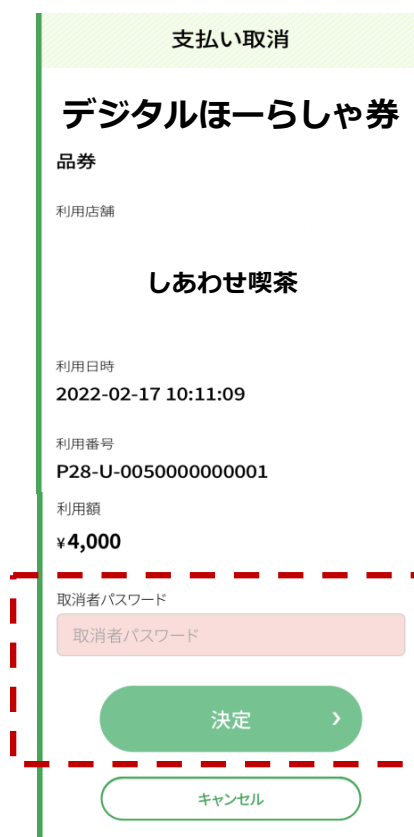 支払い取消
デジタルほーらしゃ券
品券
利用店舗
しあわせ喫茶
利用日時
2022-02-17 10:11:09
利用番号
P28-U-0050000000001
利用額
¥4,000
取消者パスワード
取消者パスワード
決定
キャンセル